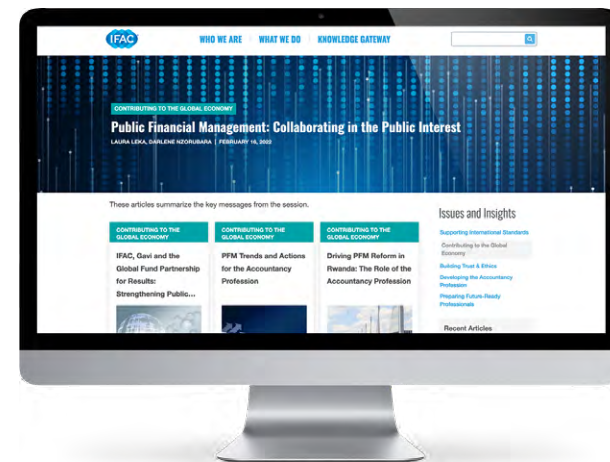 IFAC
WHO WE ARE
WHAT WE DO
KNOWLEDGE GATEWAY
CONTRIBUTING TO THE GLOBAL ECONOMY
Public Financial Management: Collaborating in the Public Interest
LAURA LEKA, DARLENE NZORUBARA | FEBRUARY 16, 2022
These articles summarize the key messages from the session.
CONTRIBUTING TO THE
GLOBAL ECONOMY
IFAC, Gavi and the
Global Fund Partnership
for Results:
Strengthening Public...
CONTRIBUTING TO THE
GLOBAL ECONOMY
PFM Trends and Actions
for the Accountancy
Profession
CONTRIBUTING TO THE
GLOBAL ECONOMY
Driving PFM Reform in
Rwanda: The Role of the
Accountancy Profession
Issues and Insights
Supporting International Standards
Contributing to the Global
Economy
Building Trust & Ethics
Developing the Accountancy
Profession
Preparing Future-Ready
Professionals
Recent Articles